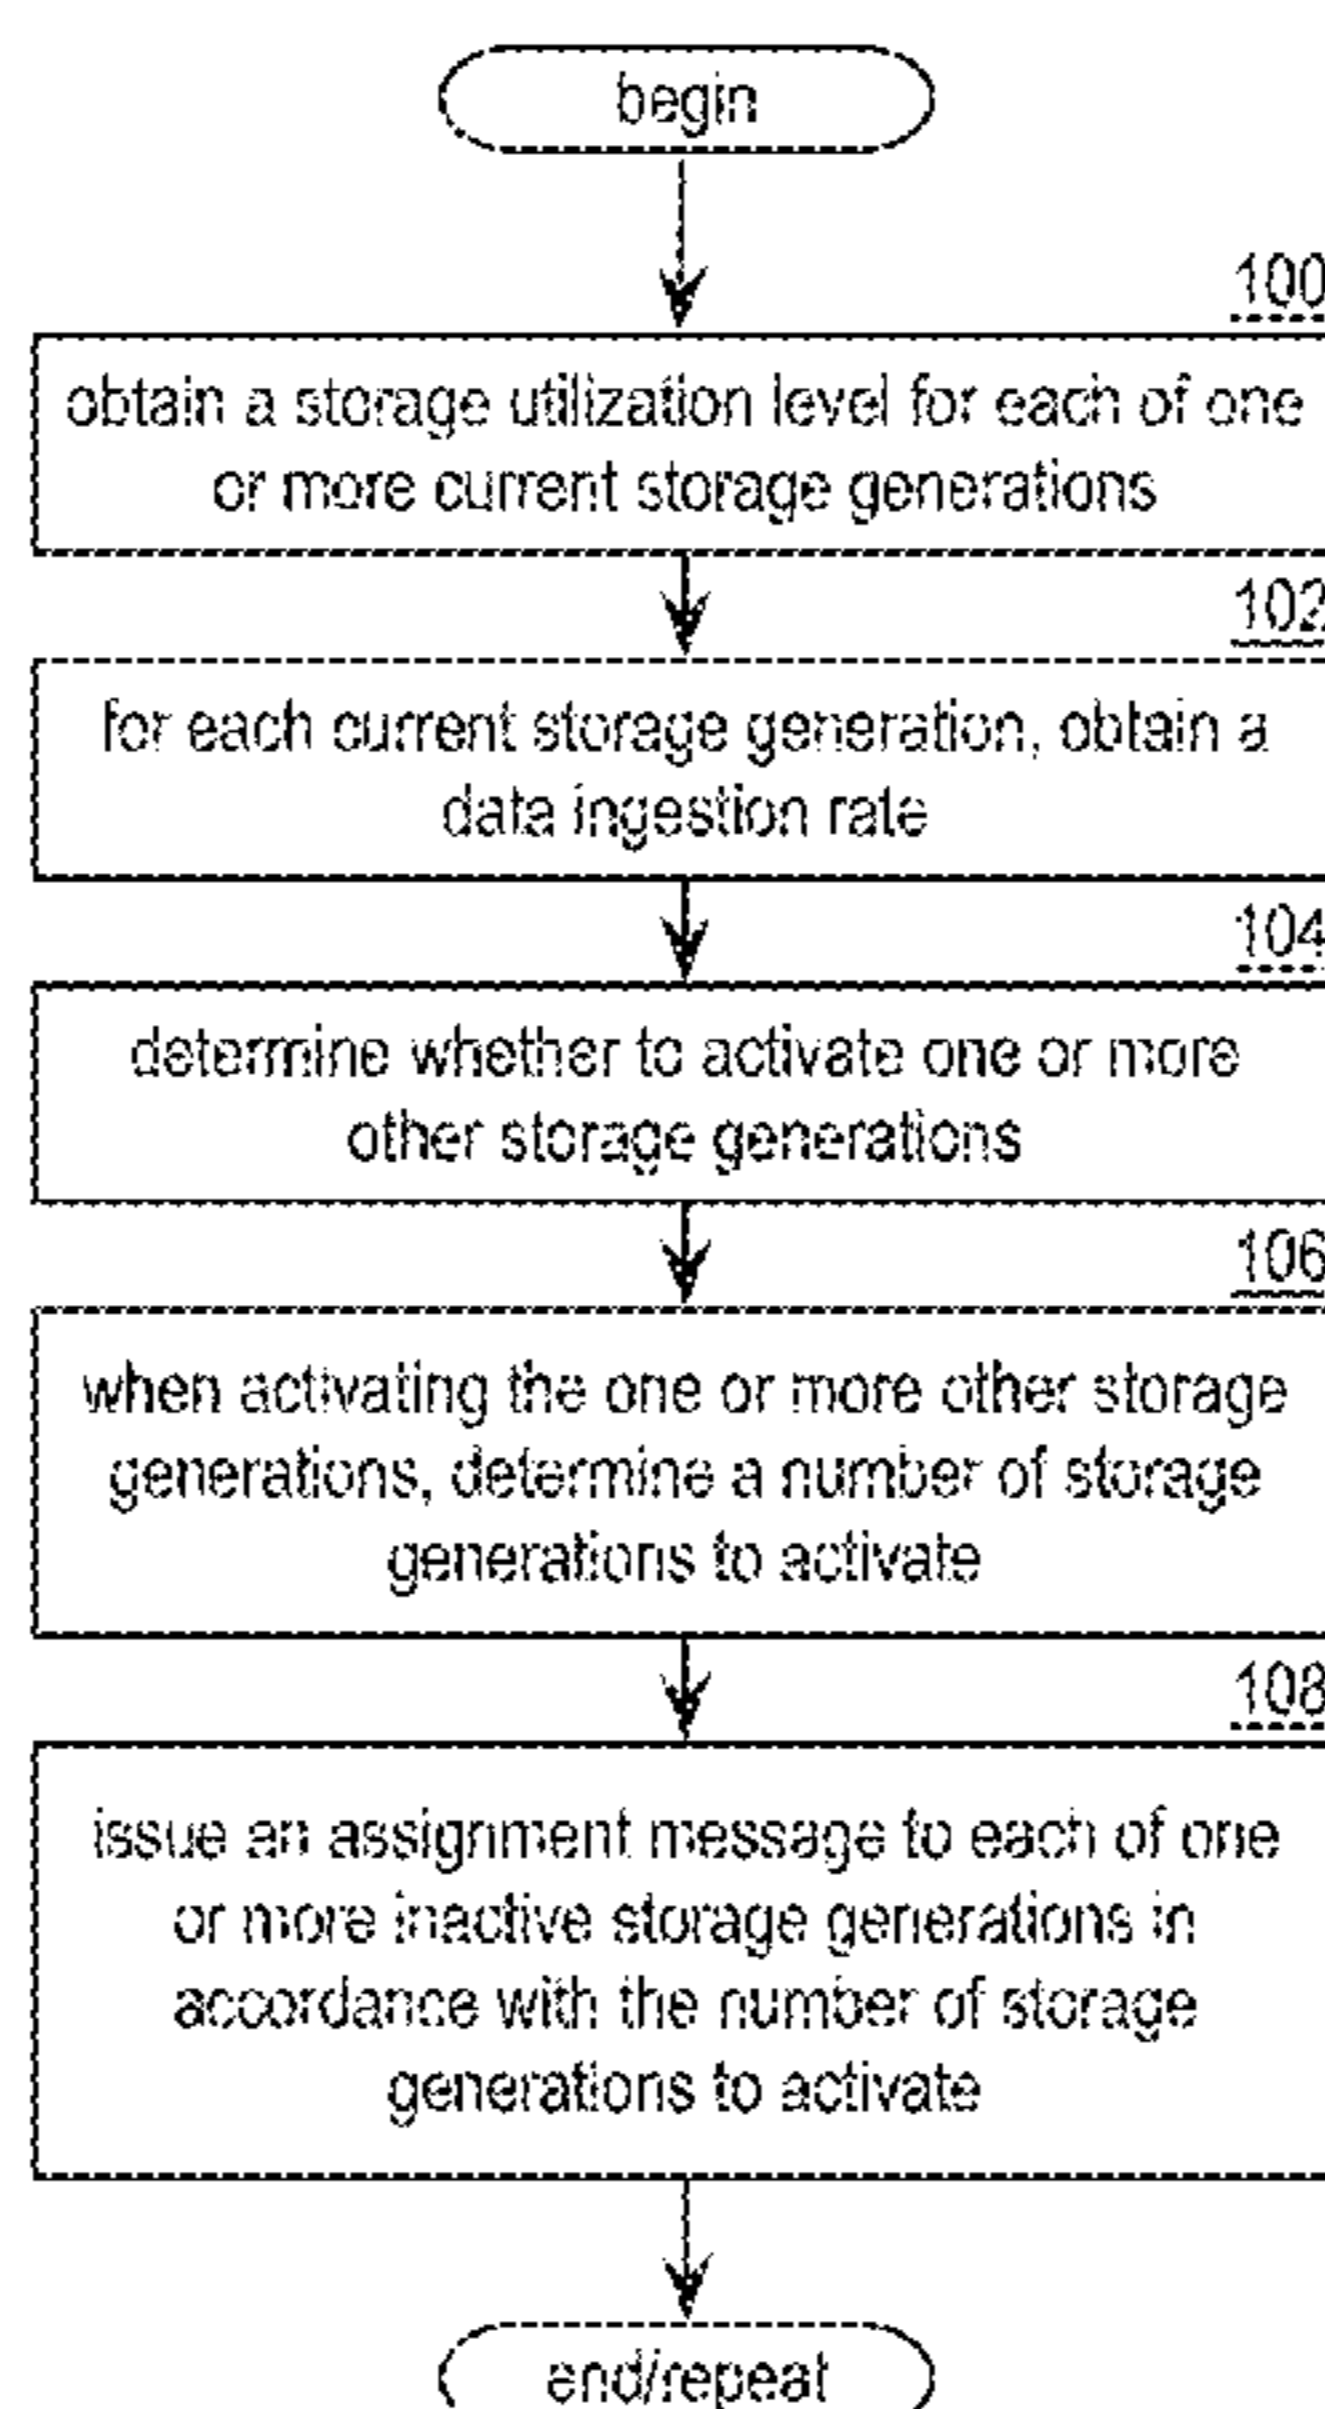 begin
100
obtain a storage utilization level for each of one
or more current storage generations
102
for each current storage generation, obtain a
data ingestion rate
104
determine whether to activate one or more
other storage generations
106
when activating the one or more other storage
generations, determine a number of storage
generations to activate
108
issue an assignment message to each of one
or more inactive storage generations in
accordance with the number of storage
generations to activate
end/repeat